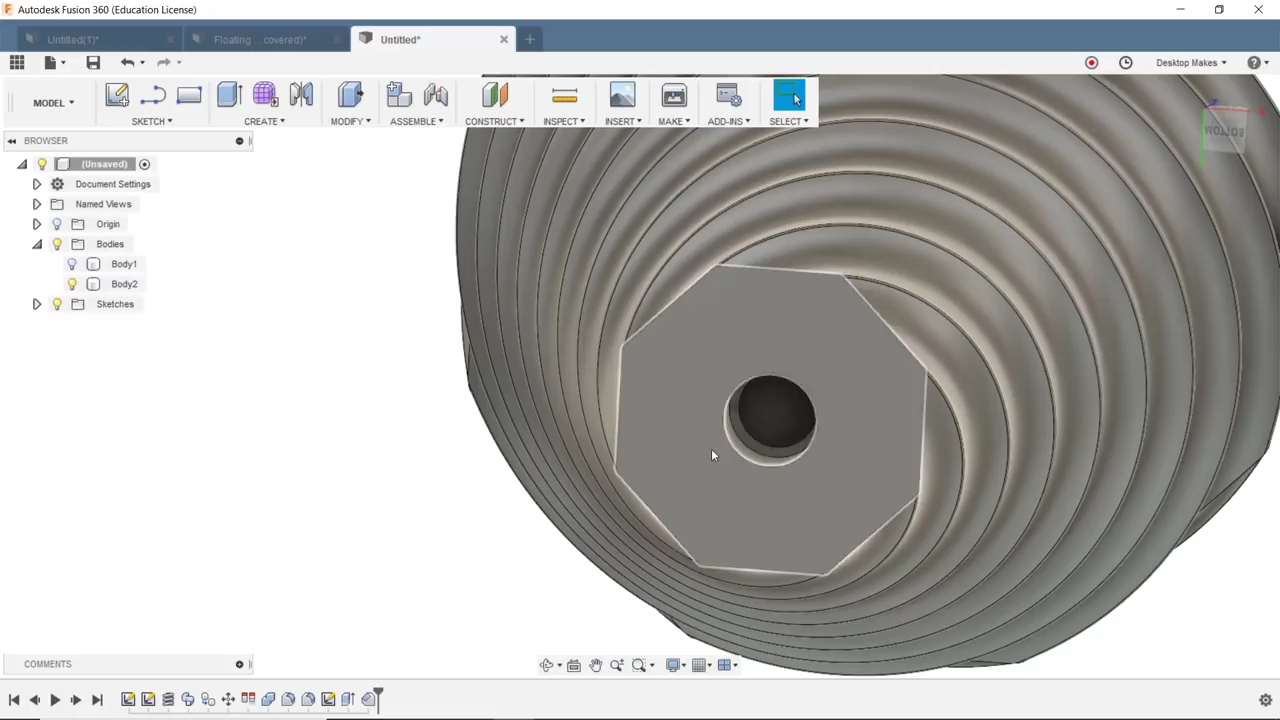 Autodesk Fusion 360 (Education License)
Untitled(1)*
Floating ...covered)*
Untitled*
Desktop Makes
MODEL
SKETCH
CREATE
MODIFY
ASSEMBLE
CONSTRUCT
INSPECT
INSERT
MAKE
ADD-INS
SELECT
BROWSER
(Unsaved)
Document Settings
Named Views
Origin
Bodies
Body1
Body2
Sketches
BOTTOM
COMMENTS